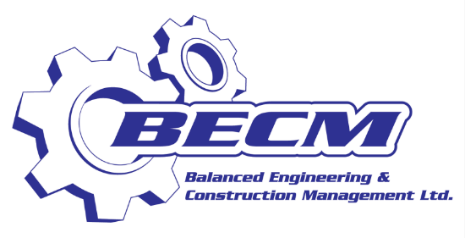 BECM
Balanced Engineering &
Construction Management Ltd.